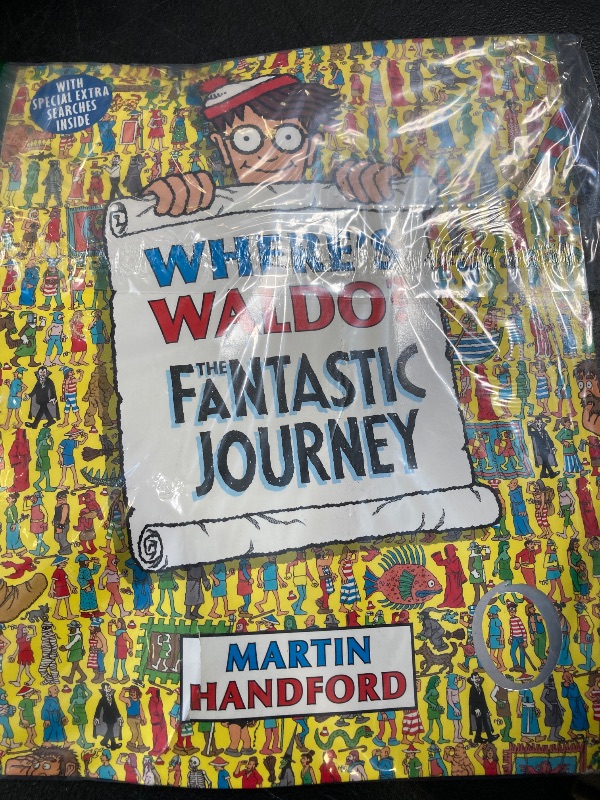 WITH
SPECIAL EXTRA
SEARCHES
INSIDE
WHERE'S
WALDO?
THE
FANTASTIC
JOURNEY
MARTIN
HANDFORD